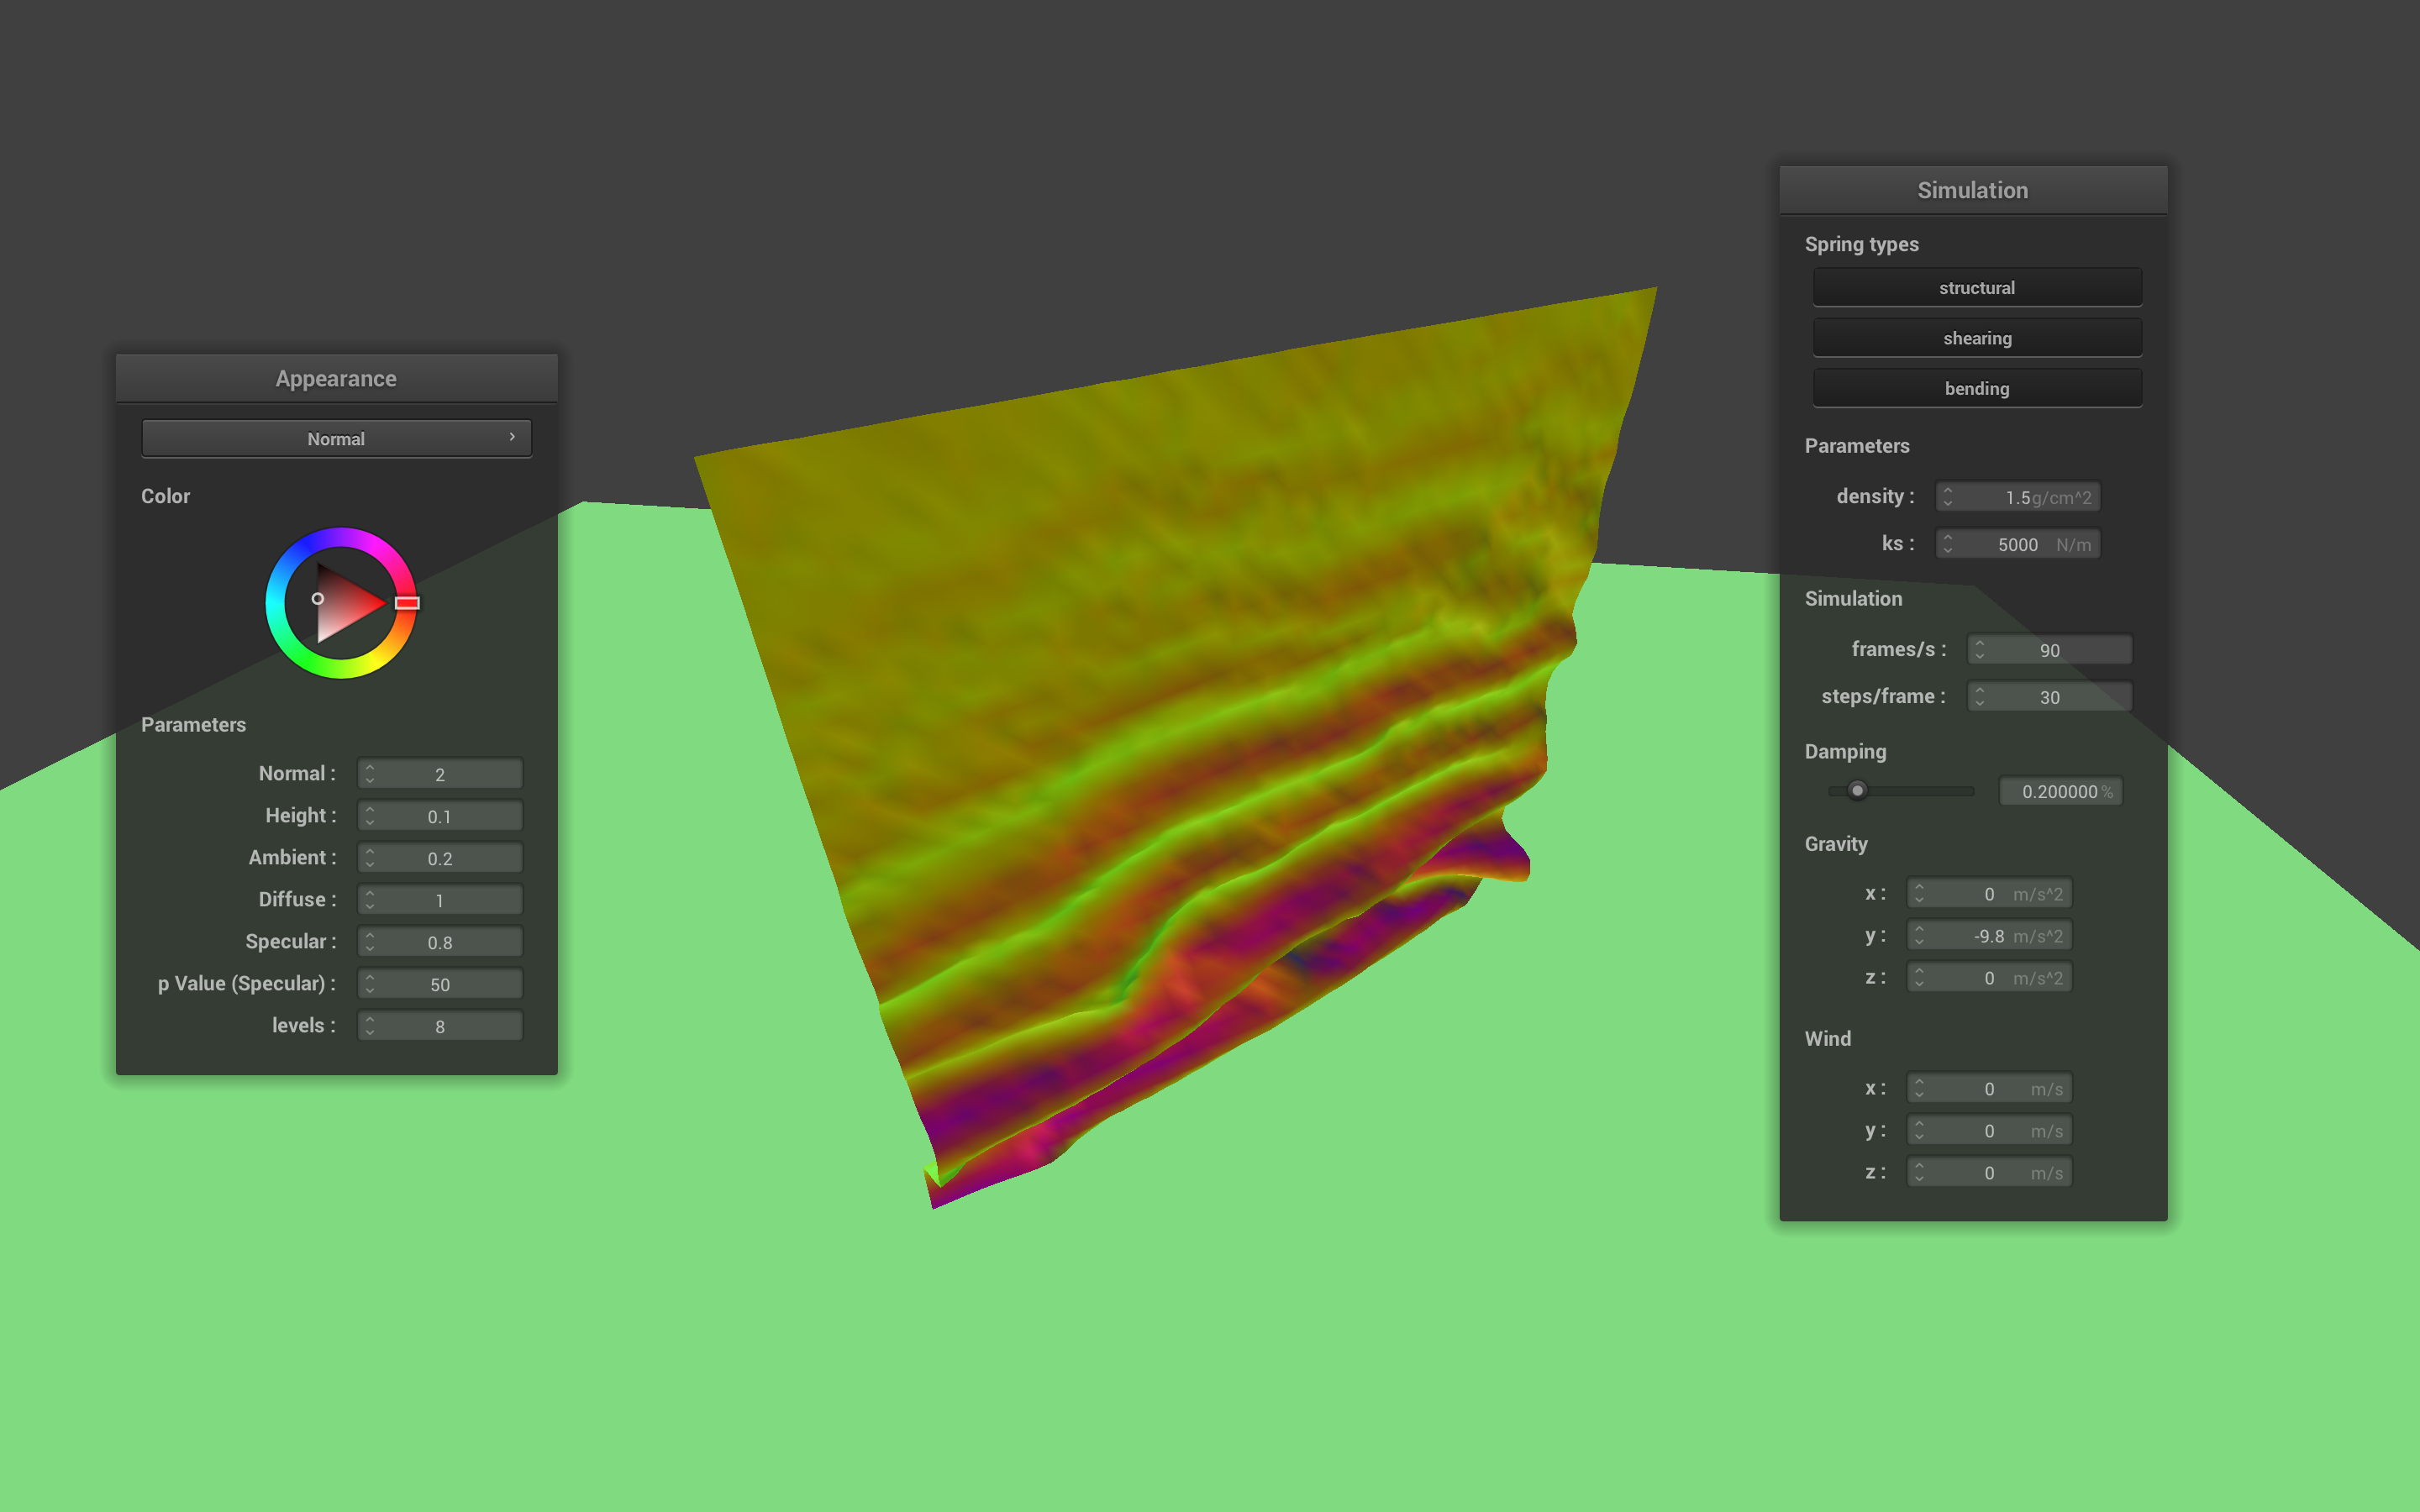 Appearance
Normal
Color
Parameters
Normal : 2
Height : 0.1
Ambient : 0.2
Diffuse : 1
Specular : 0.8
p Value (Specular) : 50
levels : 8
Simulation
Spring types
structural
shearing
bending
Parameters
density : 1.5 g/cm^2
ks : 5000 N/m
Simulation
frames/s : 90
steps/frame : 30
Damping
0.200000 %
Gravity
x : 0 m/s^2
y : -9.8 m/s^2
z : 0 m/s^2
Wind
x : 0 m/s
y : 0 m/s
z : 0 m/s